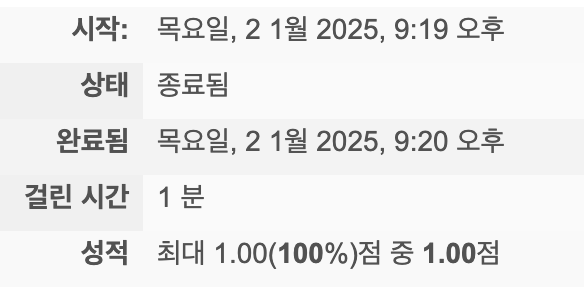 시작: 목요일, 2 1월 2025, 9:19 오후
상태 종료됨
완료됨 목요일, 2 1월 2025, 9:20 오후
걸린 시간 1 분
성적 최대 1.00(100%)점 중 1.00점